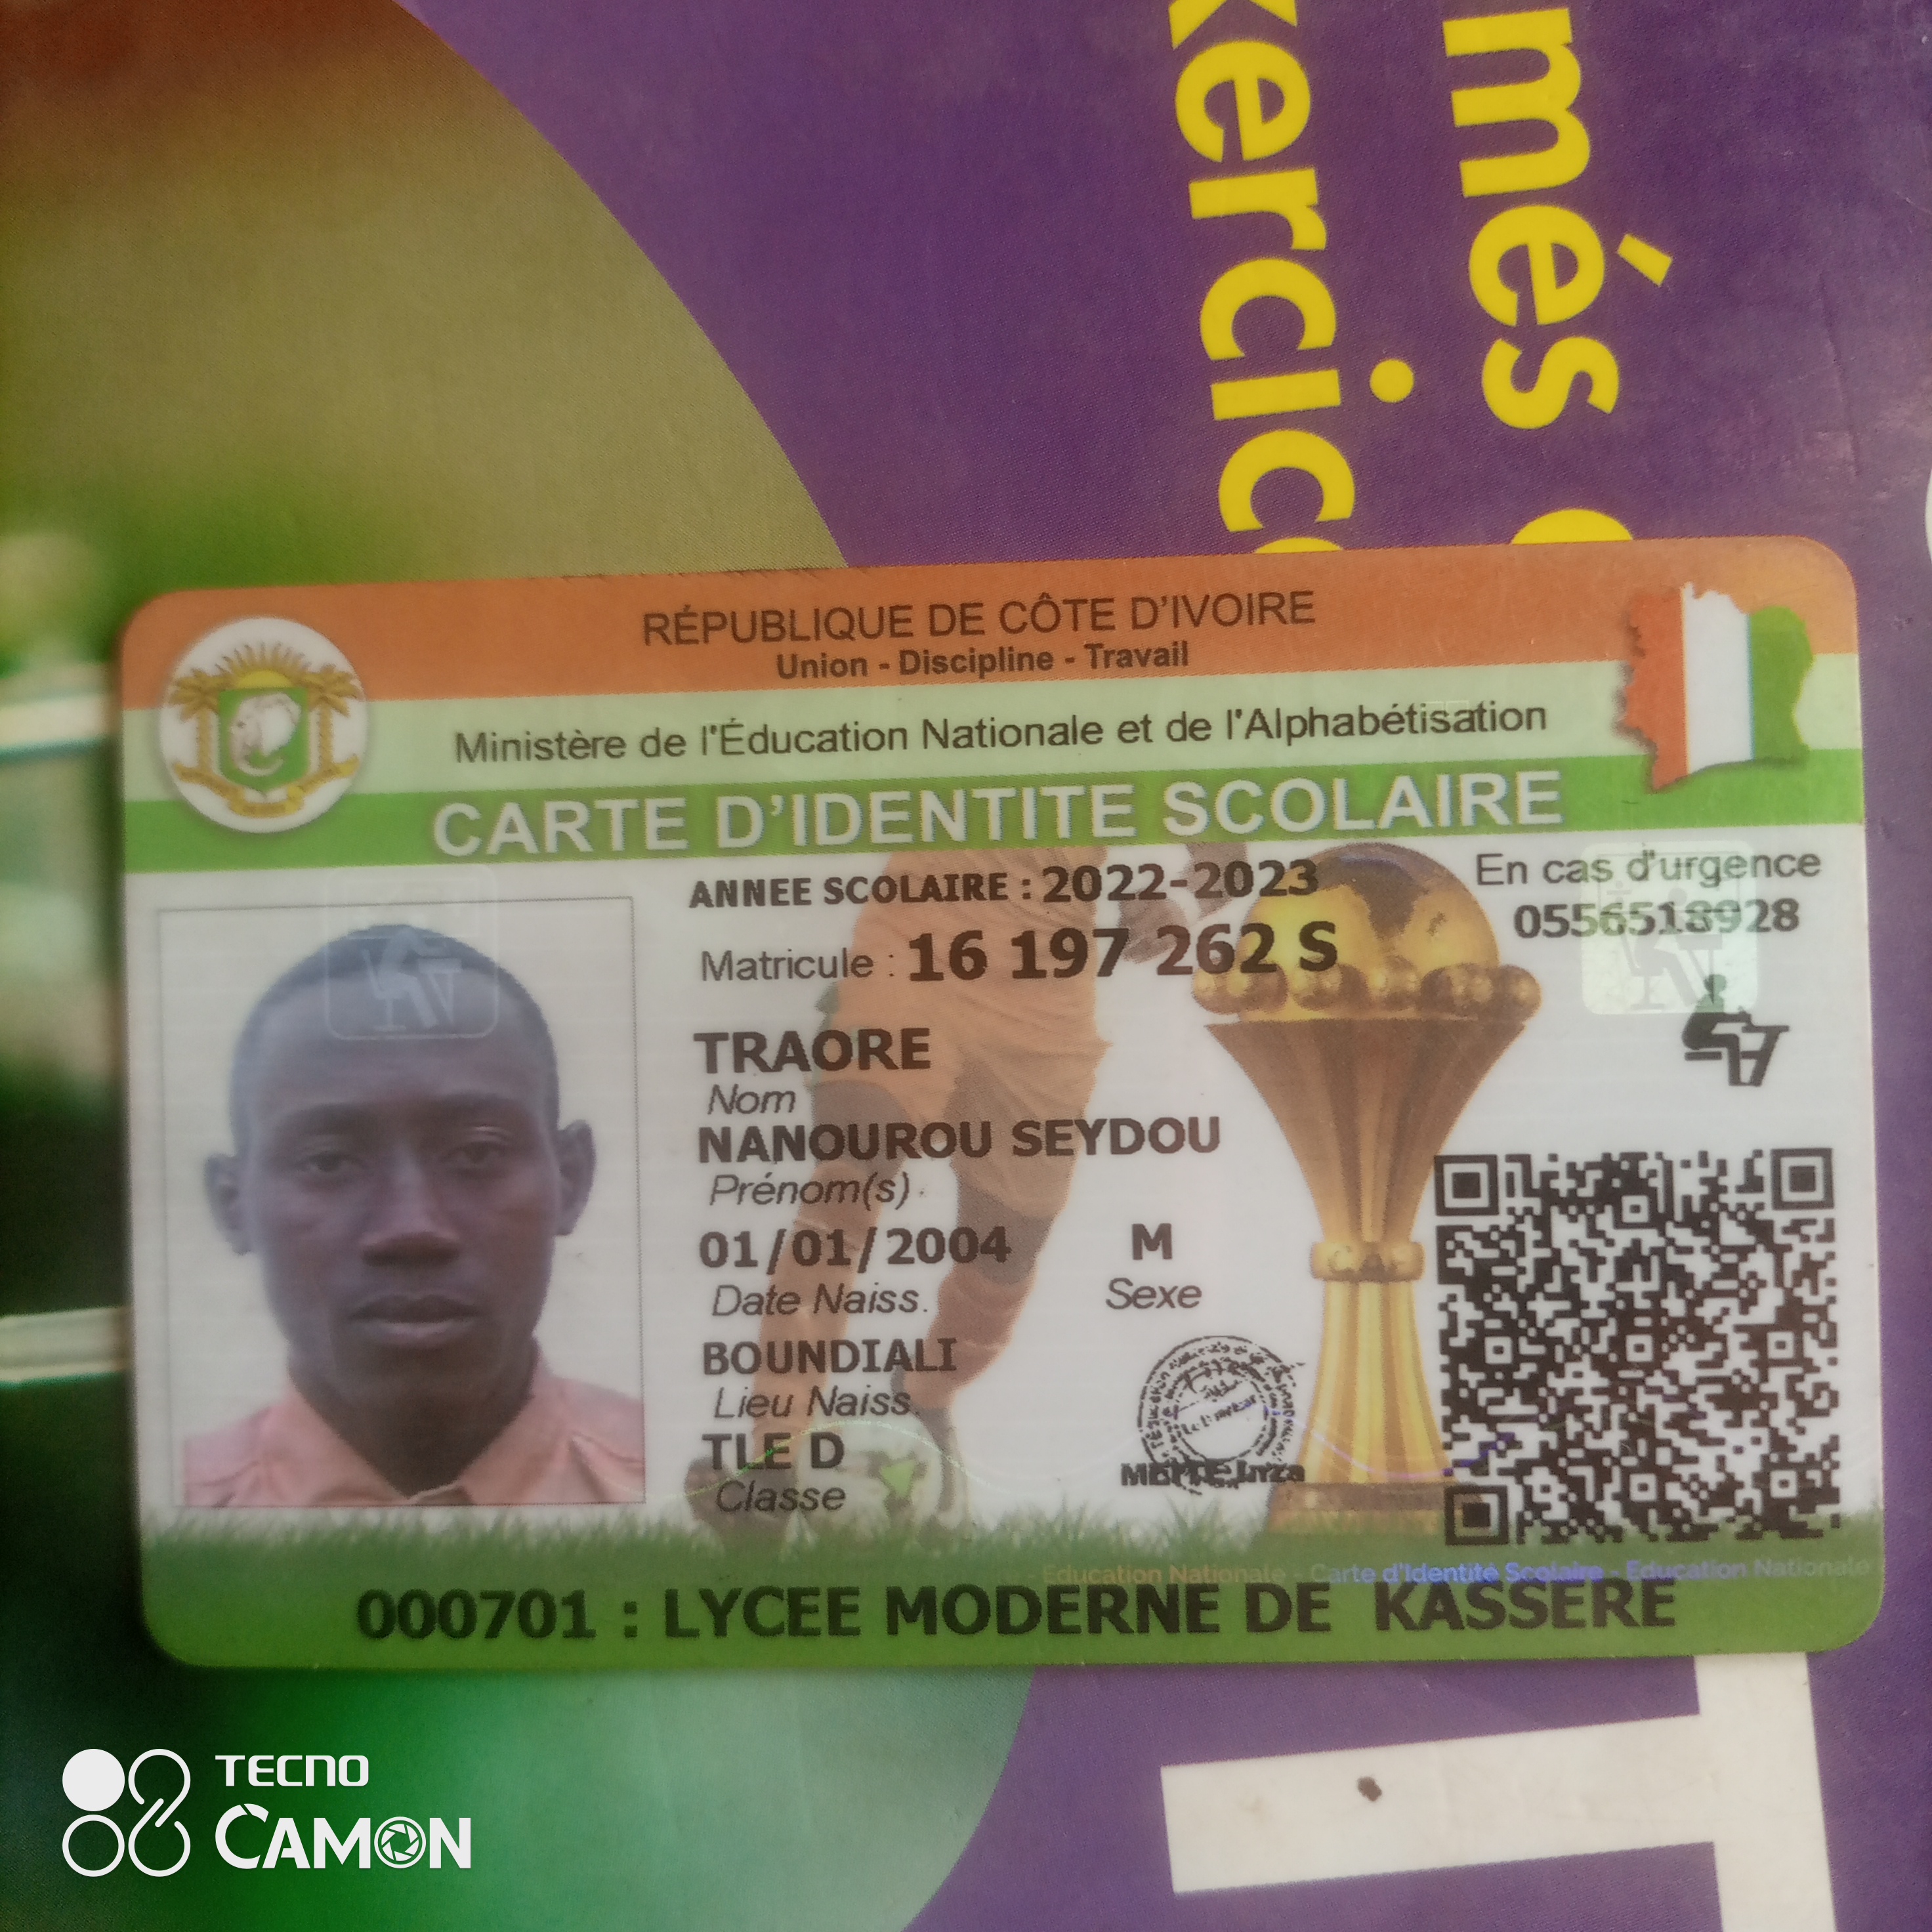 més
xercic
RÉPUBLIQUE DE CÔTE D'IVOIRE
Union - Discipline - Travail
Ministère de l'Éducation Nationale et de l'Alphabétisation
CARTE D'IDENTITE SCOLAIRE
ANNEE SCOLAIRE : 2022-2023
En cas d'urgence
0556518928
Matricule : 16 197 262 S
TRAORE
Nom
NANOUROU SEYDOU
Prénom(s)
01/01/2004
M
Date Naiss.
Sexe
BOUNDIALI
Lieu Naiss.
TLE D
Classe
CAF
- Education Nationale - Carte d'Identité Scolaire - Education Nationale
000701 : LYCEE MODERNE DE KASSERE
TECNO
CAMON